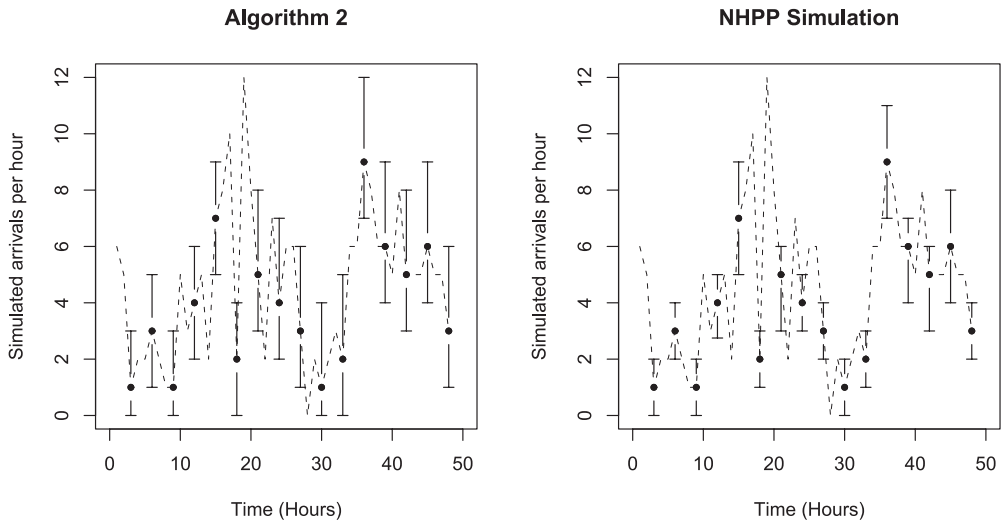 Algorithm 2
Simulated arrivals per hour
12
10
8
6
4
2
0
0 10 20 30 40 50
Time (Hours)
NHPP Simulation
Simulated arrivals per hour
12
10
8
6
4
2
0
0 10 20 30 40 50
Time (Hours)